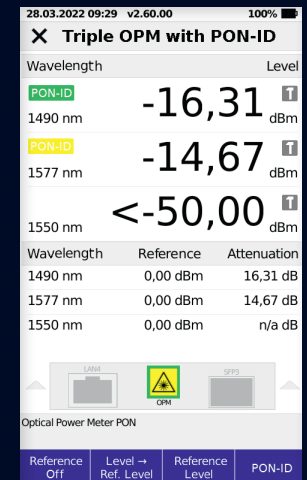 28.03.2022 09:29 v2.60.00 100%
Triple OPM with PON-ID
Wavelength Level
PON-ID
1490 nm -16,31 dBm
PON-ID
1577 nm -14,67 dBm
1550 nm <-50,00 dBm
Wavelength Reference Attenuation
1490 nm 0,00 dBm 16,31 dB
1577 nm 0,00 dBm 14,67 dB
1550 nm 0,00 dBm n/a dB
LAN4 SFP3
OPM
Optical Power Meter PON
Reference Off
Level → Ref. Level
Reference Level
PON-ID